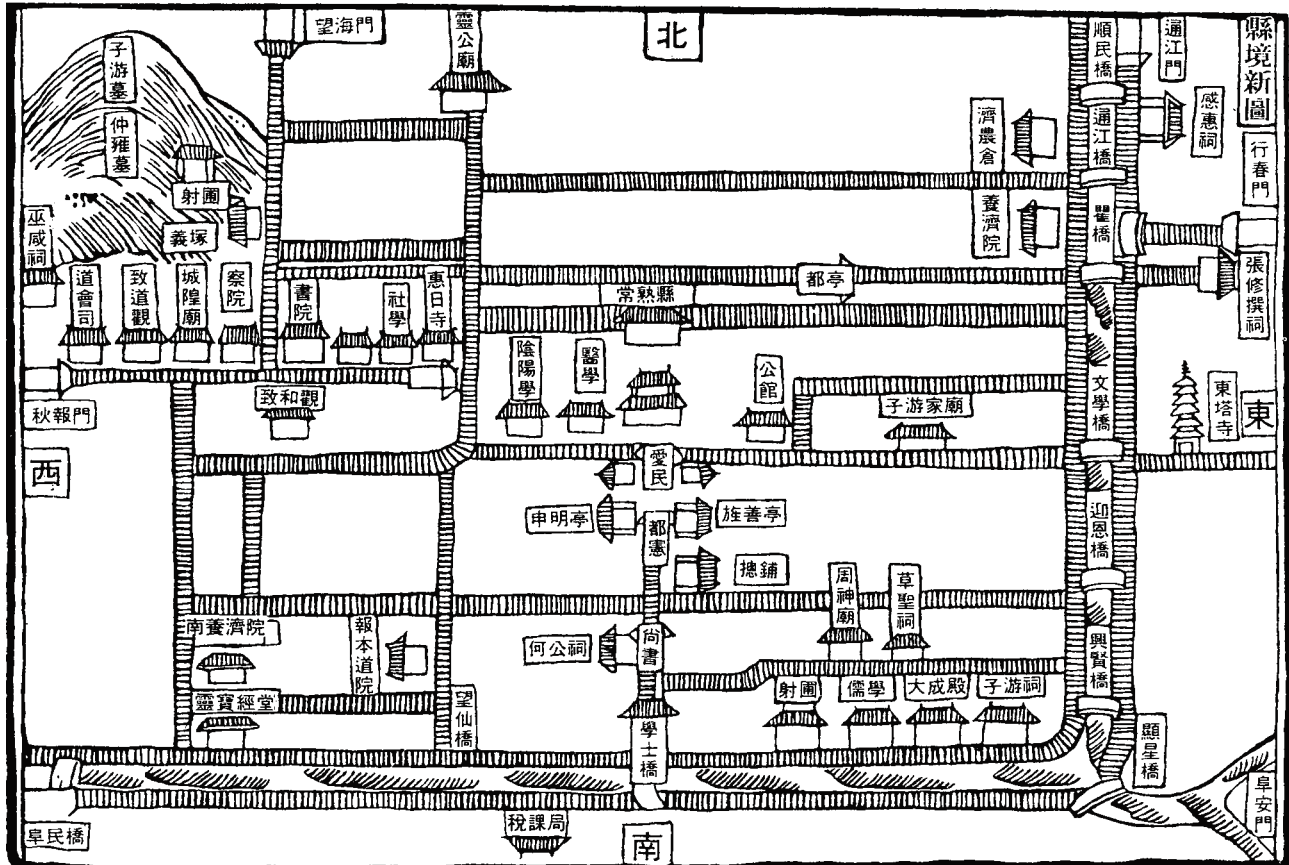 縣境新圖
北
望海門
靈公廟
順民橋
通江門
子游墓
仲雍墓
射圃
義塚
巫咸祠
濟農倉
通江橋
感惠祠
行春門
養濟院
瞿橋
道會司
致道觀
城隍廟
察院
書院
社學
惠日寺
常熟縣
都亭
張修撰祠
秋報門
致和觀
陰陽學
醫學
公館
子游家廟
文學橋
東塔寺
東
西
愛民
申明亭
都憲
旌善亭
迎恩橋
摠鋪
周神廟
草聖祠
南養濟院
報本道院
何公祠
尚書
興賢橋
靈寶經堂
望仙橋
射圃
儒學
大成殿
子游祠
學士橋
顯星橋
阜民橋
稅課局
南
阜安門